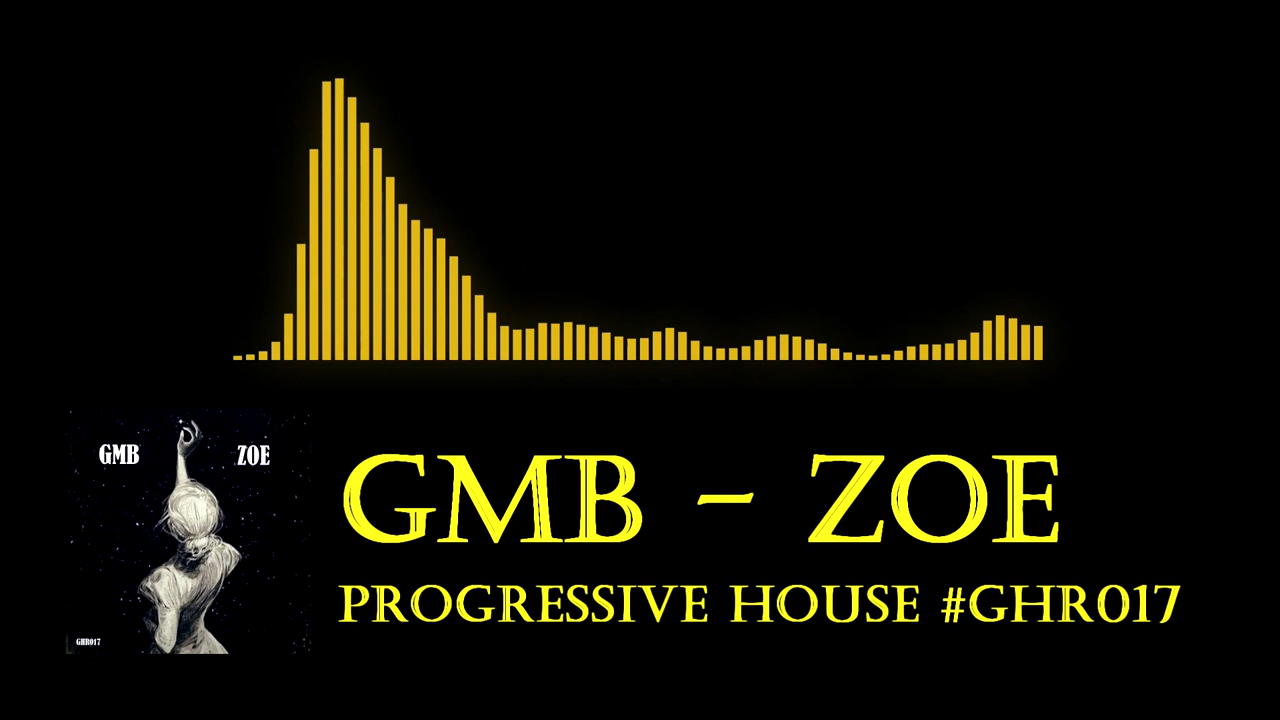 GMB ZOE
GHR017
GMB - ZOE
PROGRESSIVE HOUSE #GHR017